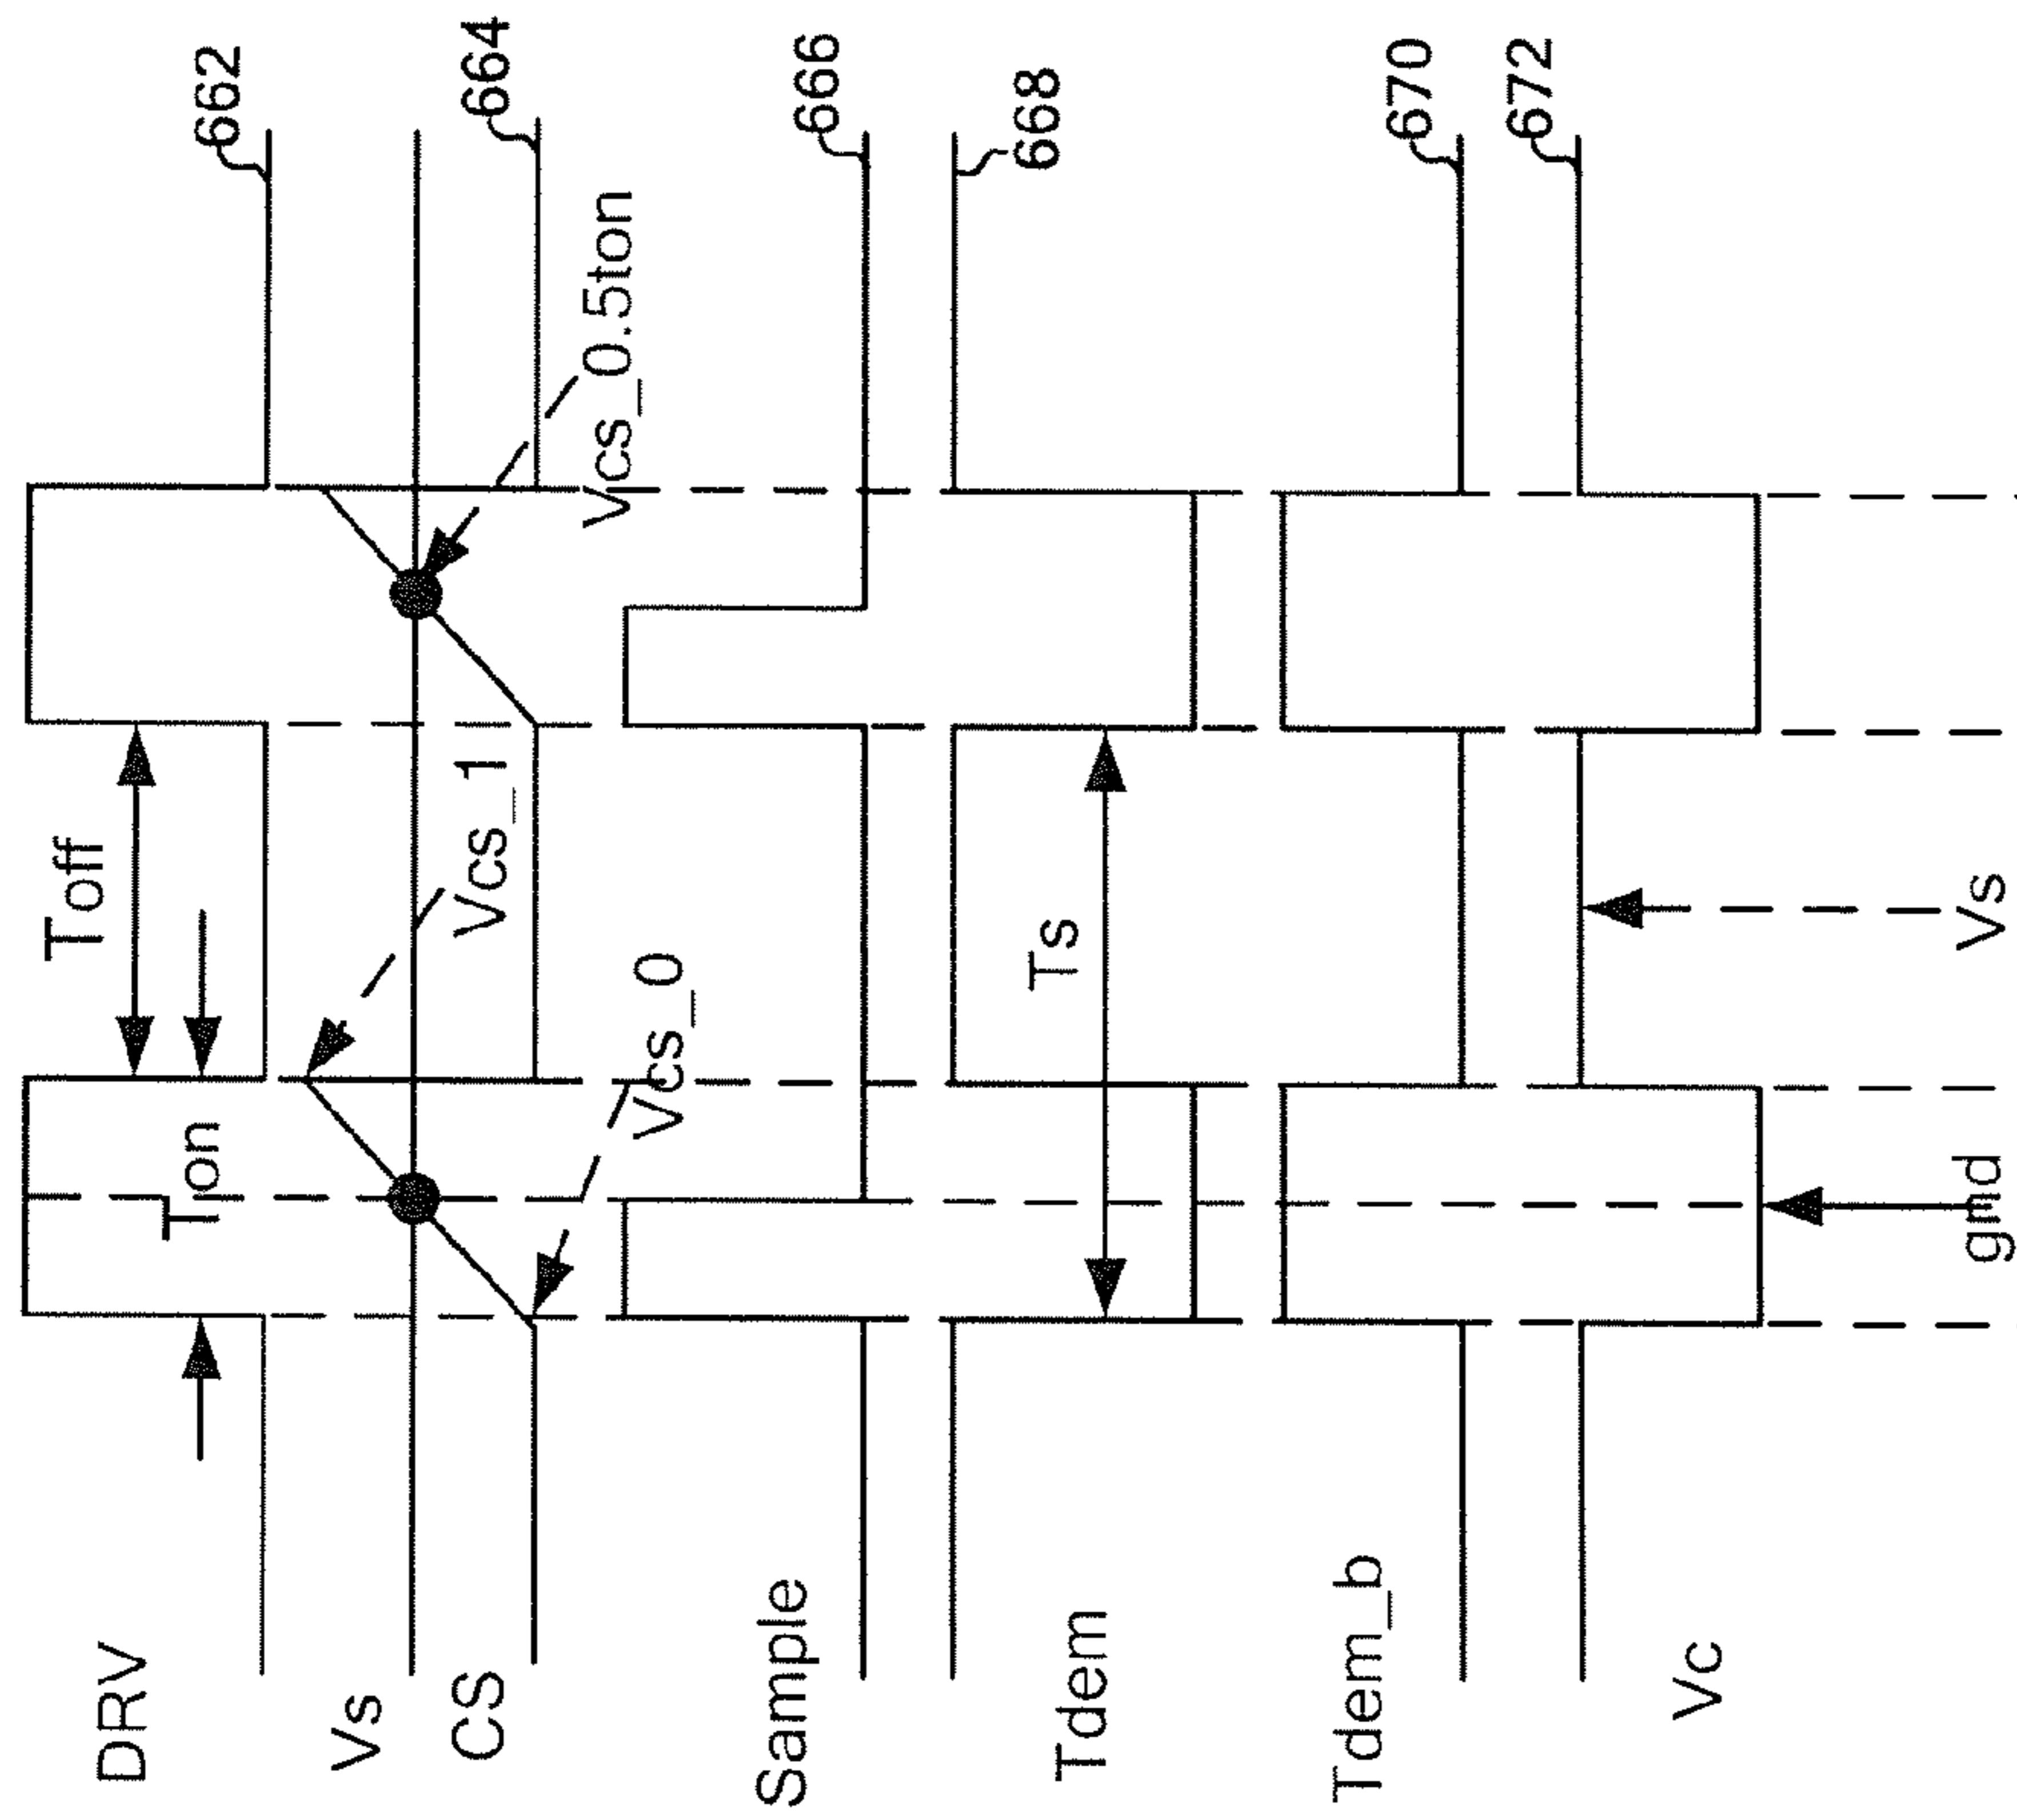 DRV
Ton
Toff
662
Vs
CS
Vcs_1
664
Vcs_0
Vcs_0.5ton
Sample
666
Tdem
Ts
668
Tdem_b
670
Vc
672
gnd
Vs